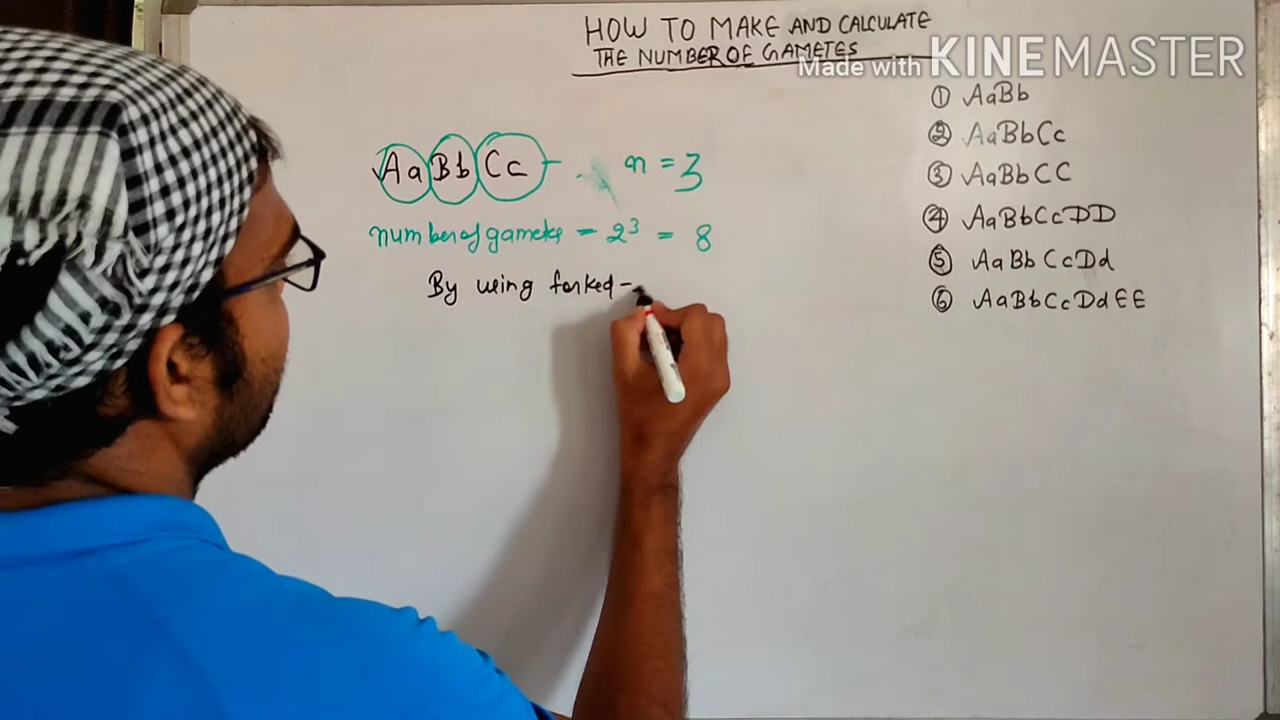 HOW TO MAKE AND CALCULATE
THE NUMBER OF GAMETES
Made with KINEMASTER
AaBbCc n = 3
number of gametes = 2³ = 8
By using forked-
① AaBb
② AaBbCc
③ AaBbCC
④ AaBbCcDD
⑤ AaBbCcDd
⑥ AaBbCcDdEE